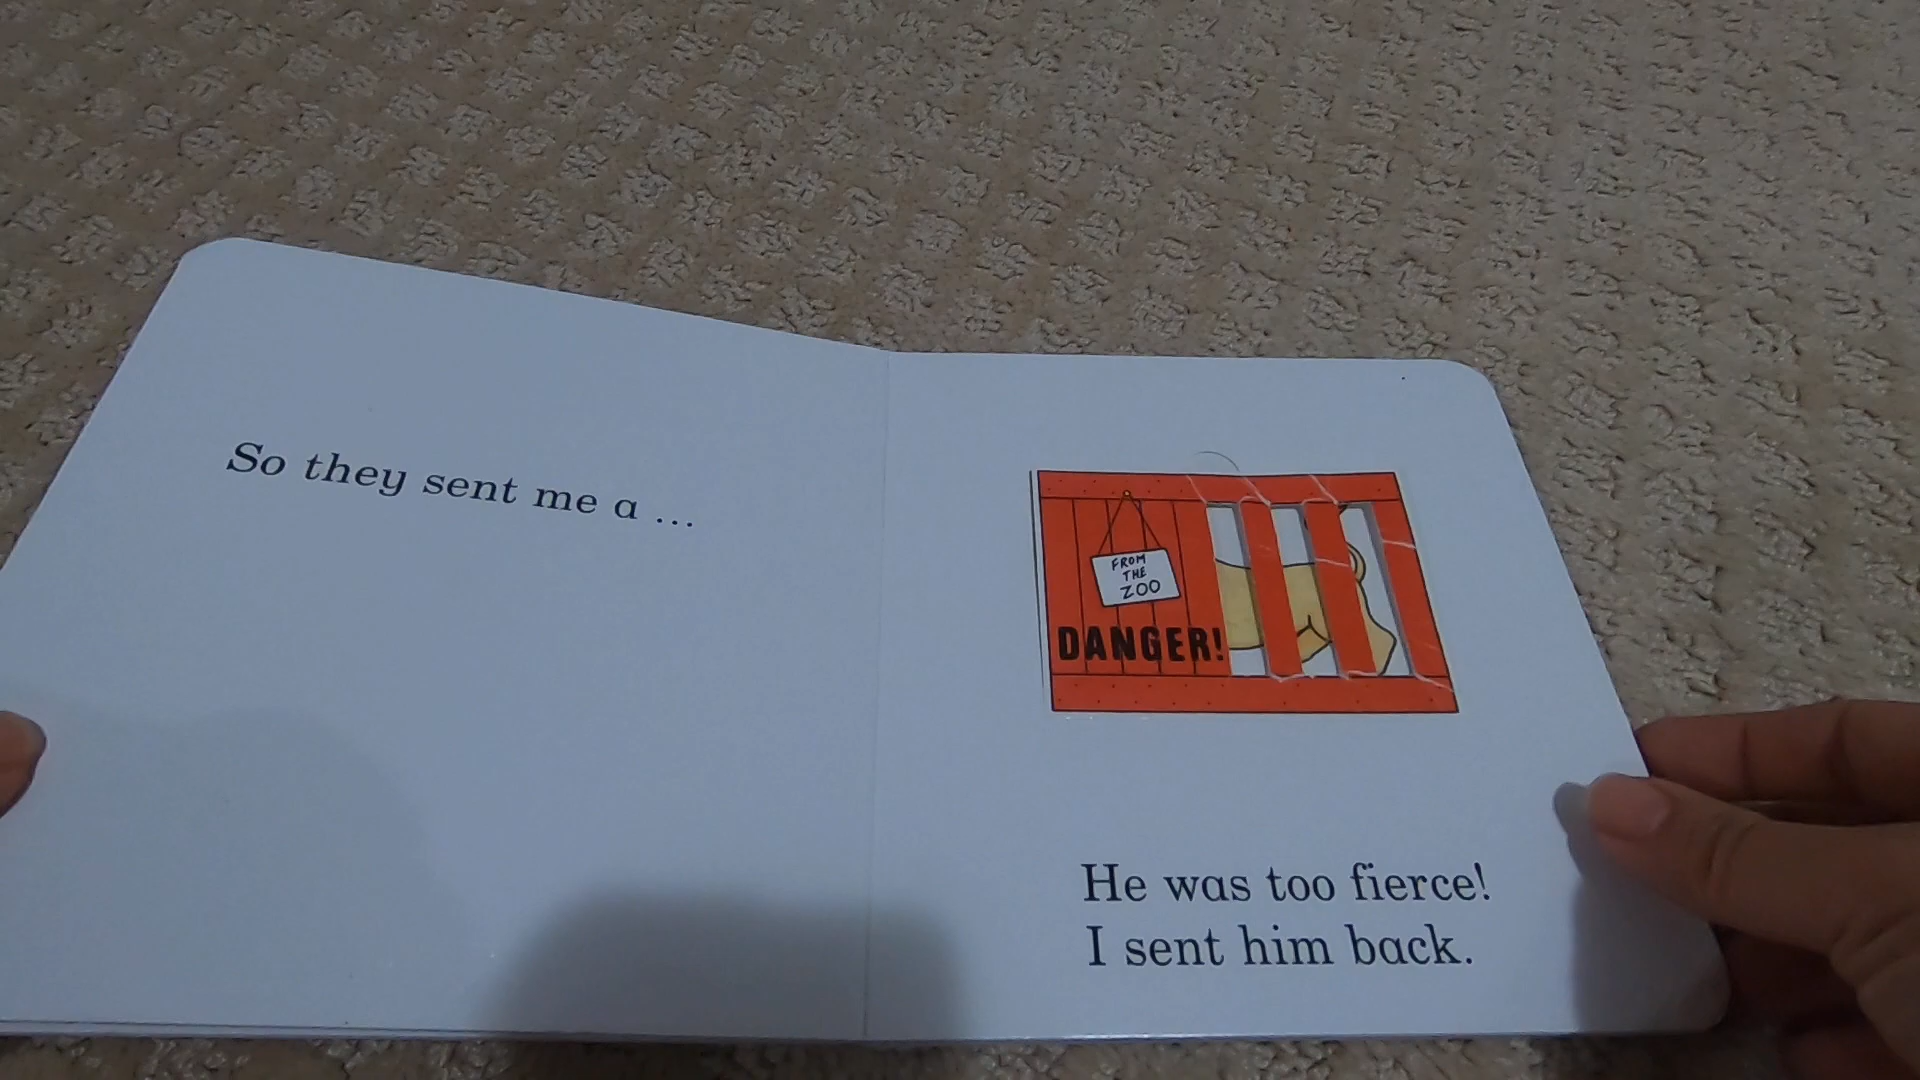 So they sent me a ...
FROM
THE
ZOO
DANGER!
He was too fierce!
I sent him back.